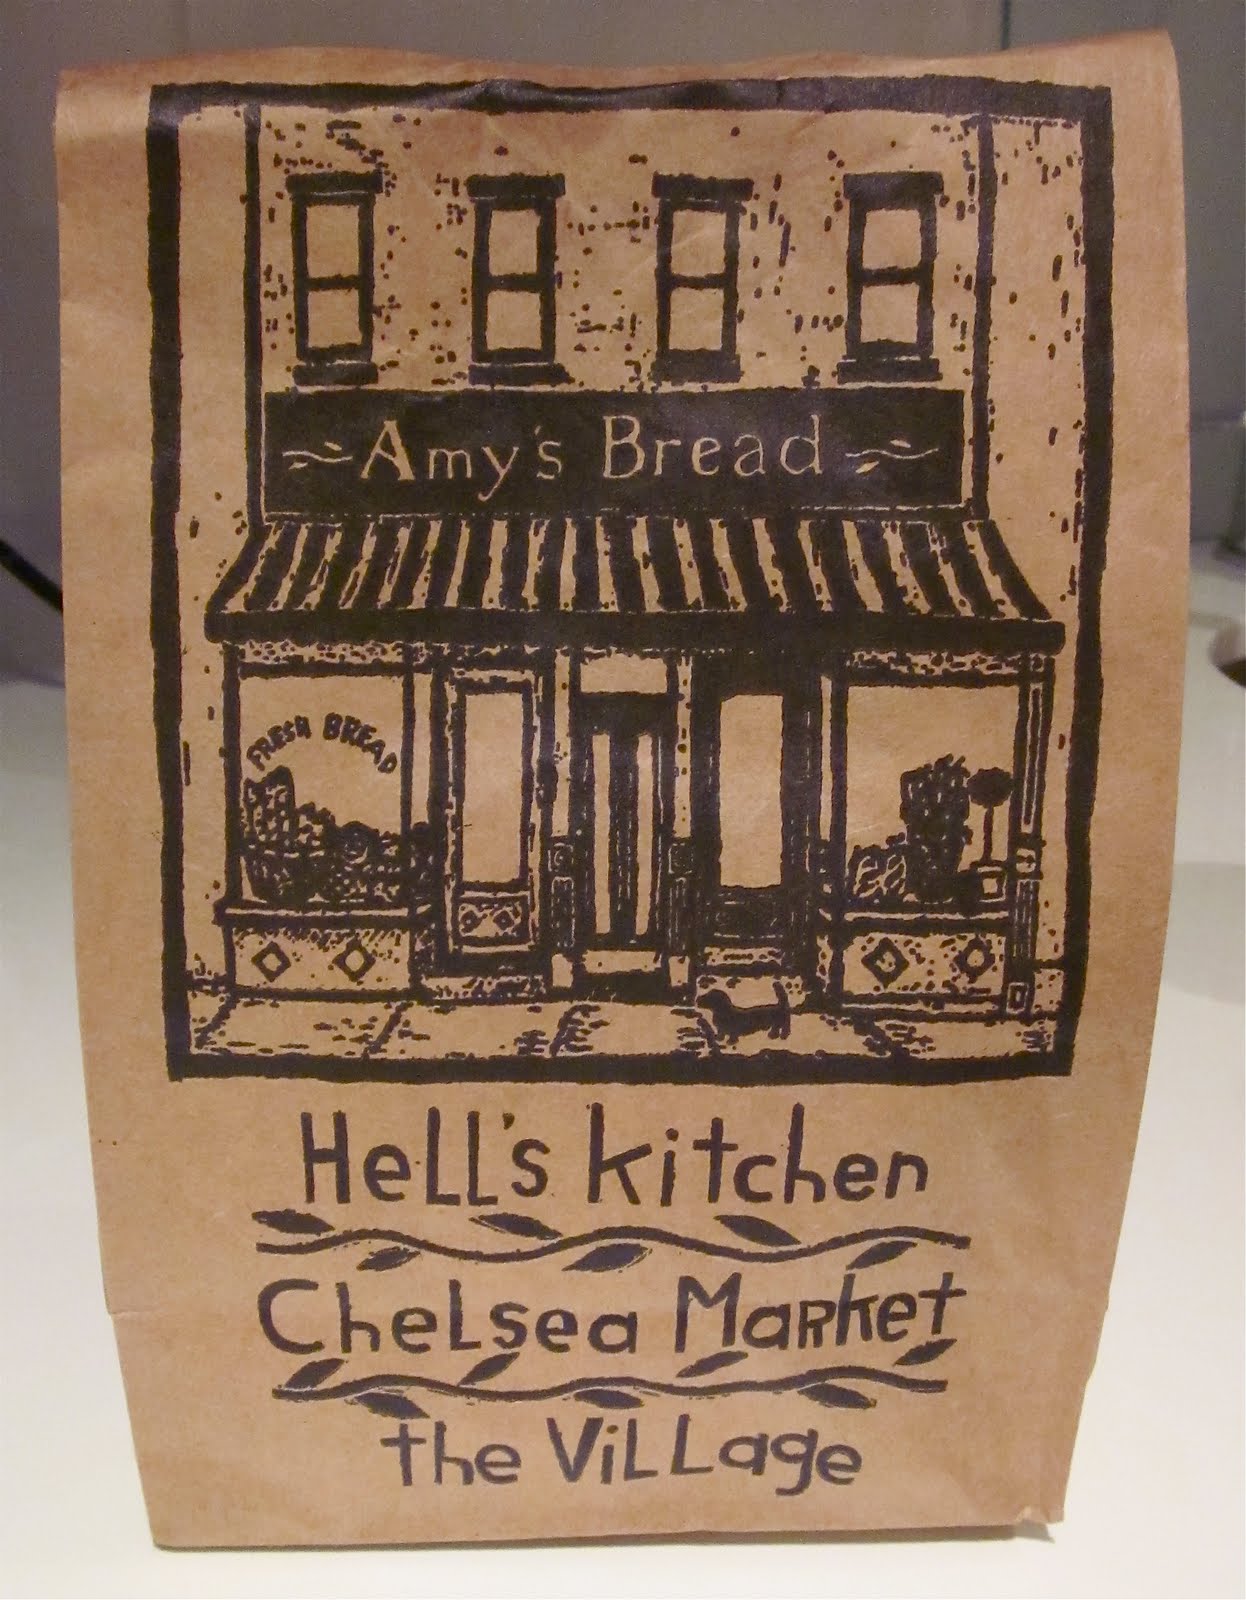 Amy's Bread
FRESH BREAD
HeLL's kitchen
CheLsea MaRket
the ViLLage